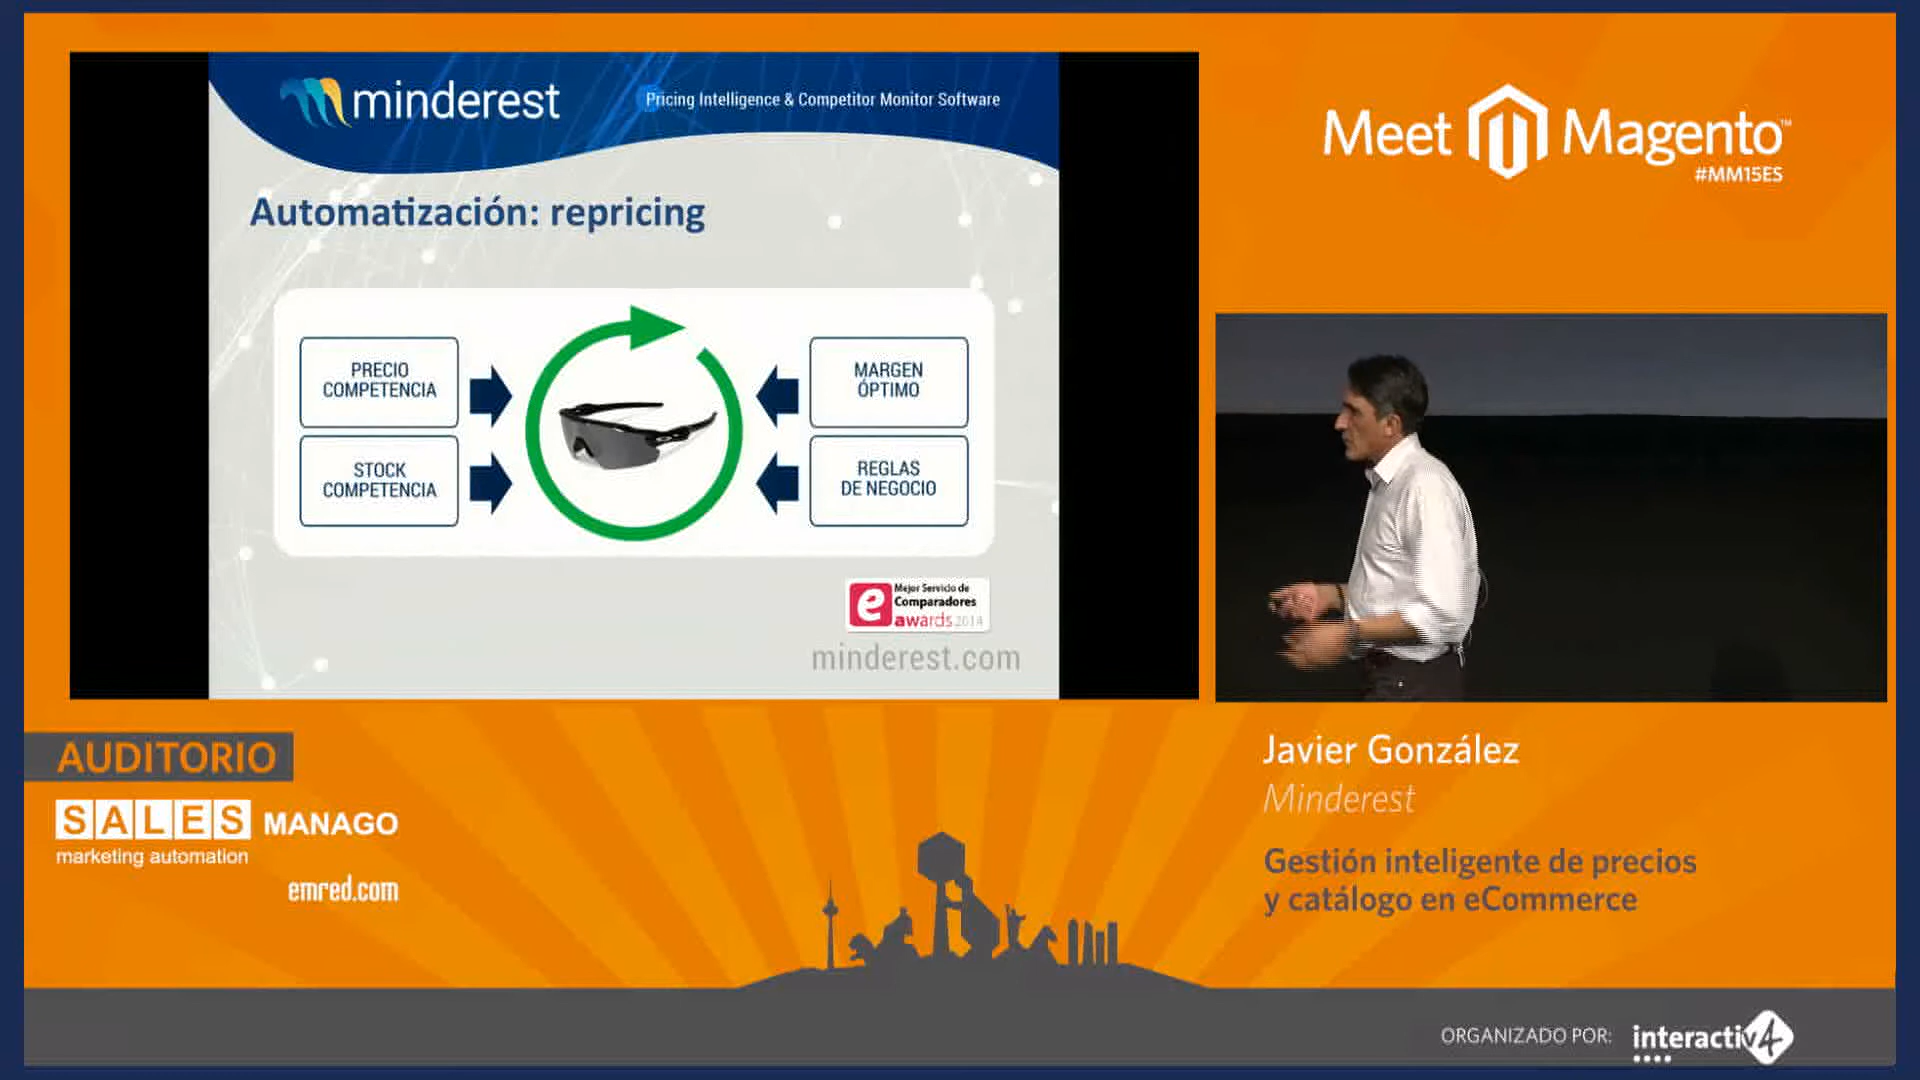 minderest
Pricing Intelligence & Competitor Monitor Software
Automatización: repricing
PRECIO
COMPETENCIA
STOCK
COMPETENCIA
MARGEN
ÓPTIMO
REGLAS
DE NEGOCIO
e
Mejor Servicio de
Comparadores
awards 2014
minderest.com
Meet Magento™
#MM15ES
Javier González
Minderest
Gestión inteligente de precios
y catálogo en eCommerce
AUDITORIO
SALES MANAGO
marketing automation
emred.com
ORGANIZADO POR: interactiv4